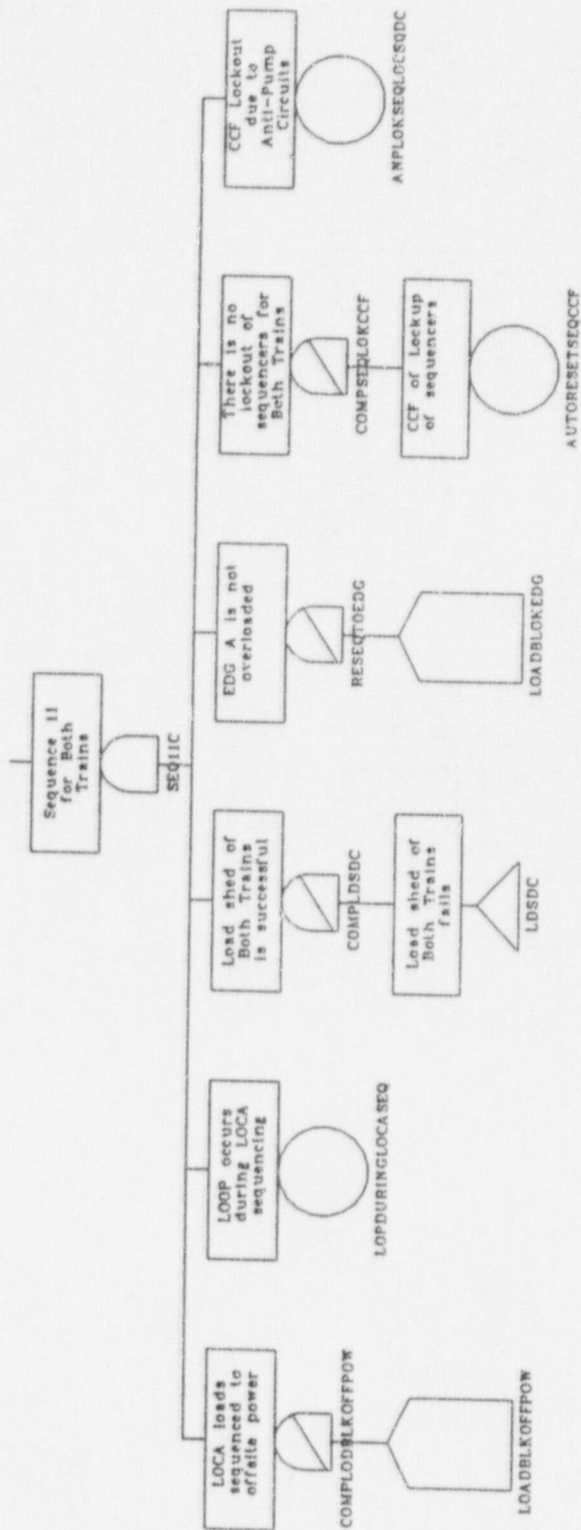 Sequence 11
for Both
Trains
SEQ11C
LOCA loads
sequenced to
offsite power
COMPLODBLKOFFPOW
LOADBLKOFFPOW
LOOP occurs
during LOCA
sequencing
LOPDURINGLOCASEQ
Load shed of
Both Trains
is successful
COMPLDSDC
Load shed of
Both Trains
fails
LDSDC
EDG A is not
overloaded
RESEQTOEDG
LOADBLOKEDG
There is no
lockout of
sequencers for
Both Trains
COMPSEQLOKCCF
CCF of Lockup
of sequencers
AUTORESETSEQCCF
CCF Lockout
due to
Anti-Pump
Circuits
ANPLOKSEQLOCSQDC